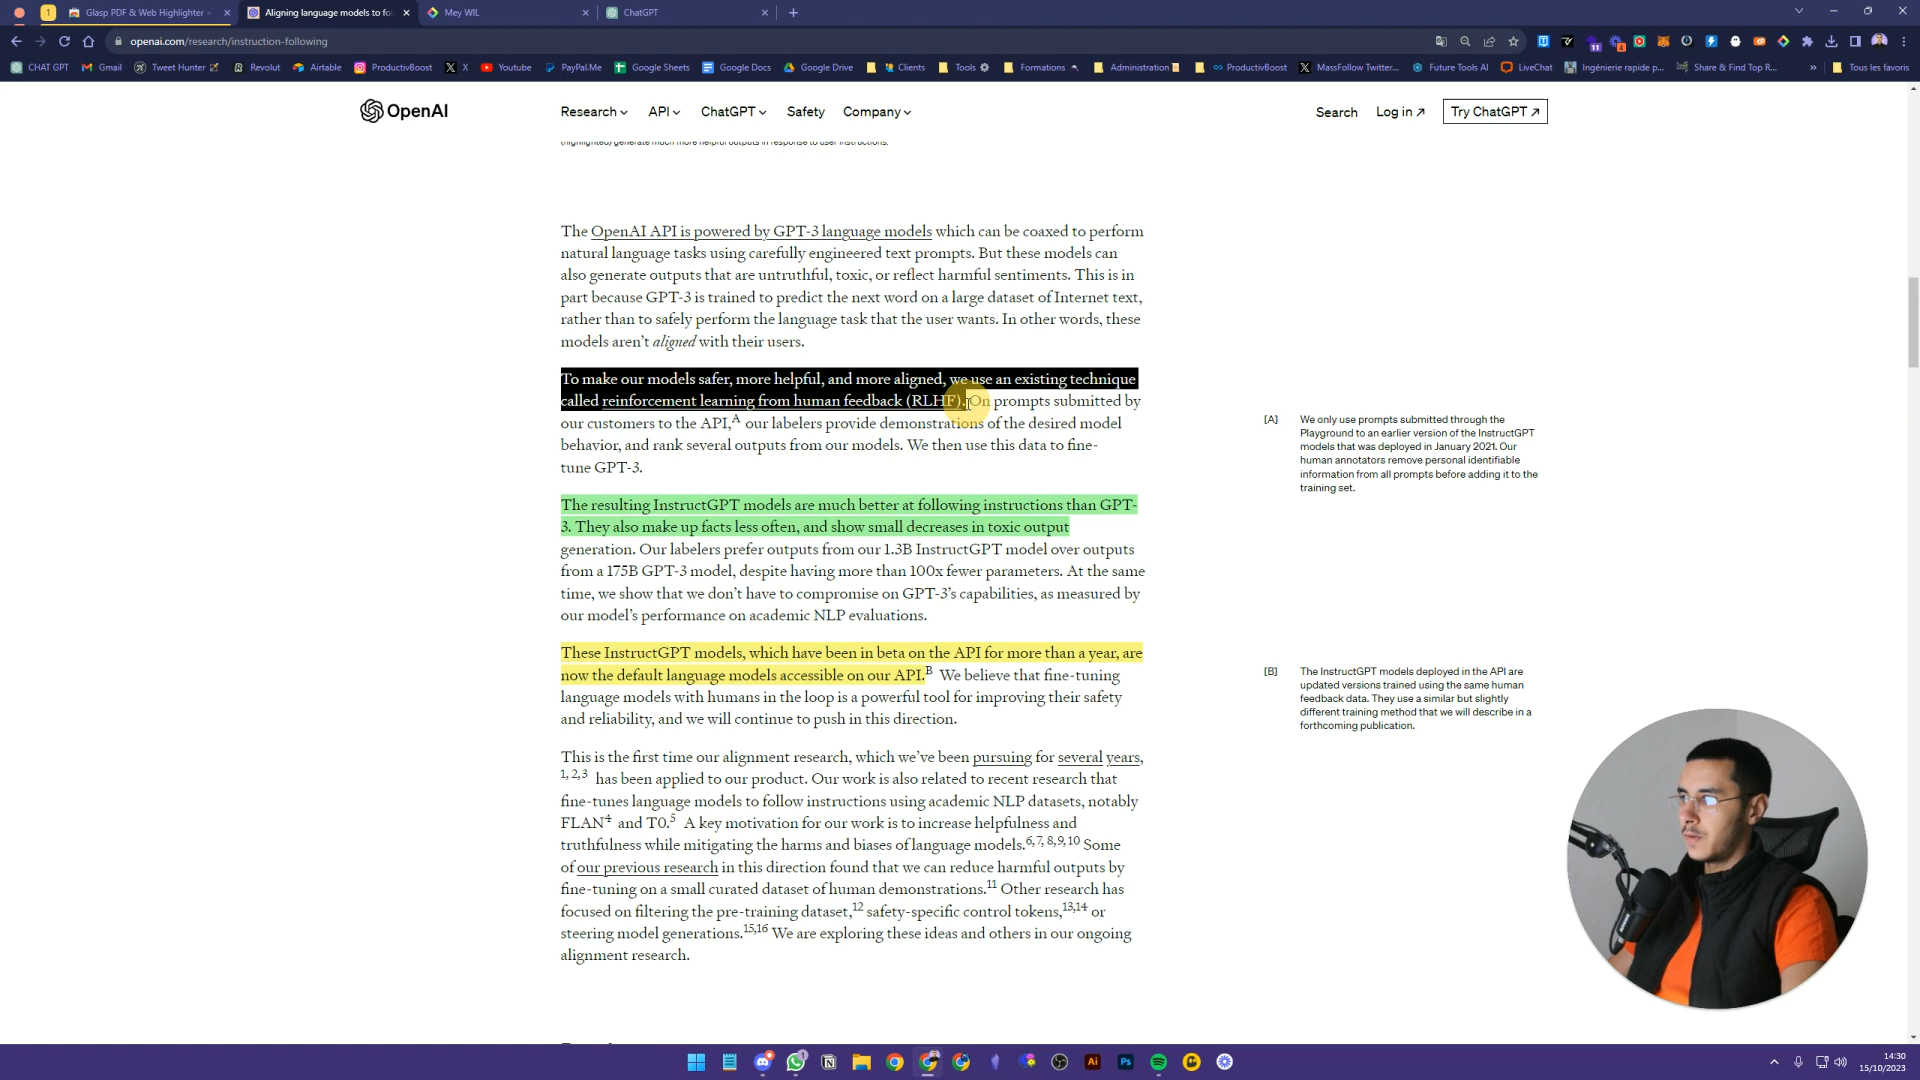 1
Glasp PDF & Web Highlighter
Aligning language models to fo
Mey WIL
ChatGPT
openai.com/research/instruction-following
11
4
CHAT GPT
Gmail
Tweet Hunter
Revolut
Airtable
ProductivBoost
X
Youtube
PayPal.Me
Google Sheets
Google Docs
Google Drive
Clients
Tools
Formations
Administration
ProductivBoost
MassFollow Twitter...
Future Tools AI
LiveChat
Ingénierie rapide p...
Share & Find Top R...
»
Tous les favoris
OpenAI
Research
API
ChatGPT
Safety
Company
Search
Log in ↗
Try ChatGPT ↗
(highlighted) generate much more helpful outputs in response to user instructions.
The OpenAI API is powered by GPT-3 language models which can be coaxed to perform
natural language tasks using carefully engineered text prompts. But these models can
also generate outputs that are untruthful, toxic, or reflect harmful sentiments. This is in
part because GPT-3 is trained to predict the next word on a large dataset of Internet text,
rather than to safely perform the language task that the user wants. In other words, these
models aren’t aligned with their users.
To make our models safer, more helpful, and more aligned, we use an existing technique
called reinforcement learning from human feedback (RLHF). On prompts submitted by
our customers to the API,A our labelers provide demonstrations of the desired model
behavior, and rank several outputs from our models. We then use this data to fine-
tune GPT-3.
[A] We only use prompts submitted through the
Playground to an earlier version of the InstructGPT
models that was deployed in January 2021. Our
human annotators remove personal identifiable
information from all prompts before adding it to the
training set.
The resulting InstructGPT models are much better at following instructions than GPT-
3. They also make up facts less often, and show small decreases in toxic output
generation. Our labelers prefer outputs from our 1.3B InstructGPT model over outputs
from a 175B GPT-3 model, despite having more than 100x fewer parameters. At the same
time, we show that we don’t have to compromise on GPT-3’s capabilities, as measured by
our model’s performance on academic NLP evaluations.
These InstructGPT models, which have been in beta on the API for more than a year, are
now the default language models accessible on our API.B We believe that fine-tuning
language models with humans in the loop is a powerful tool for improving their safety
and reliability, and we will continue to push in this direction.
[B] The InstructGPT models deployed in the API are
updated versions trained using the same human
feedback data. They use a similar but slightly
different training method that we will describe in a
forthcoming publication.
This is the first time our alignment research, which we’ve been pursuing for several years,
1, 2, 3 has been applied to our product. Our work is also related to recent research that
fine-tunes language models to follow instructions using academic NLP datasets, notably
FLAN4 and T0.5 A key motivation for our work is to increase helpfulness and
truthfulness while mitigating the harms and biases of language models.6, 7, 8, 9, 10 Some
of our previous research in this direction found that we can reduce harmful outputs by
fine-tuning on a small curated dataset of human demonstrations.11 Other research has
focused on filtering the pre-training dataset,12 safety-specific control tokens,13,14 or
steering model generations.15,16 We are exploring these ideas and others in our ongoing
alignment research.
Ai
Ps
14:30
15/10/2023